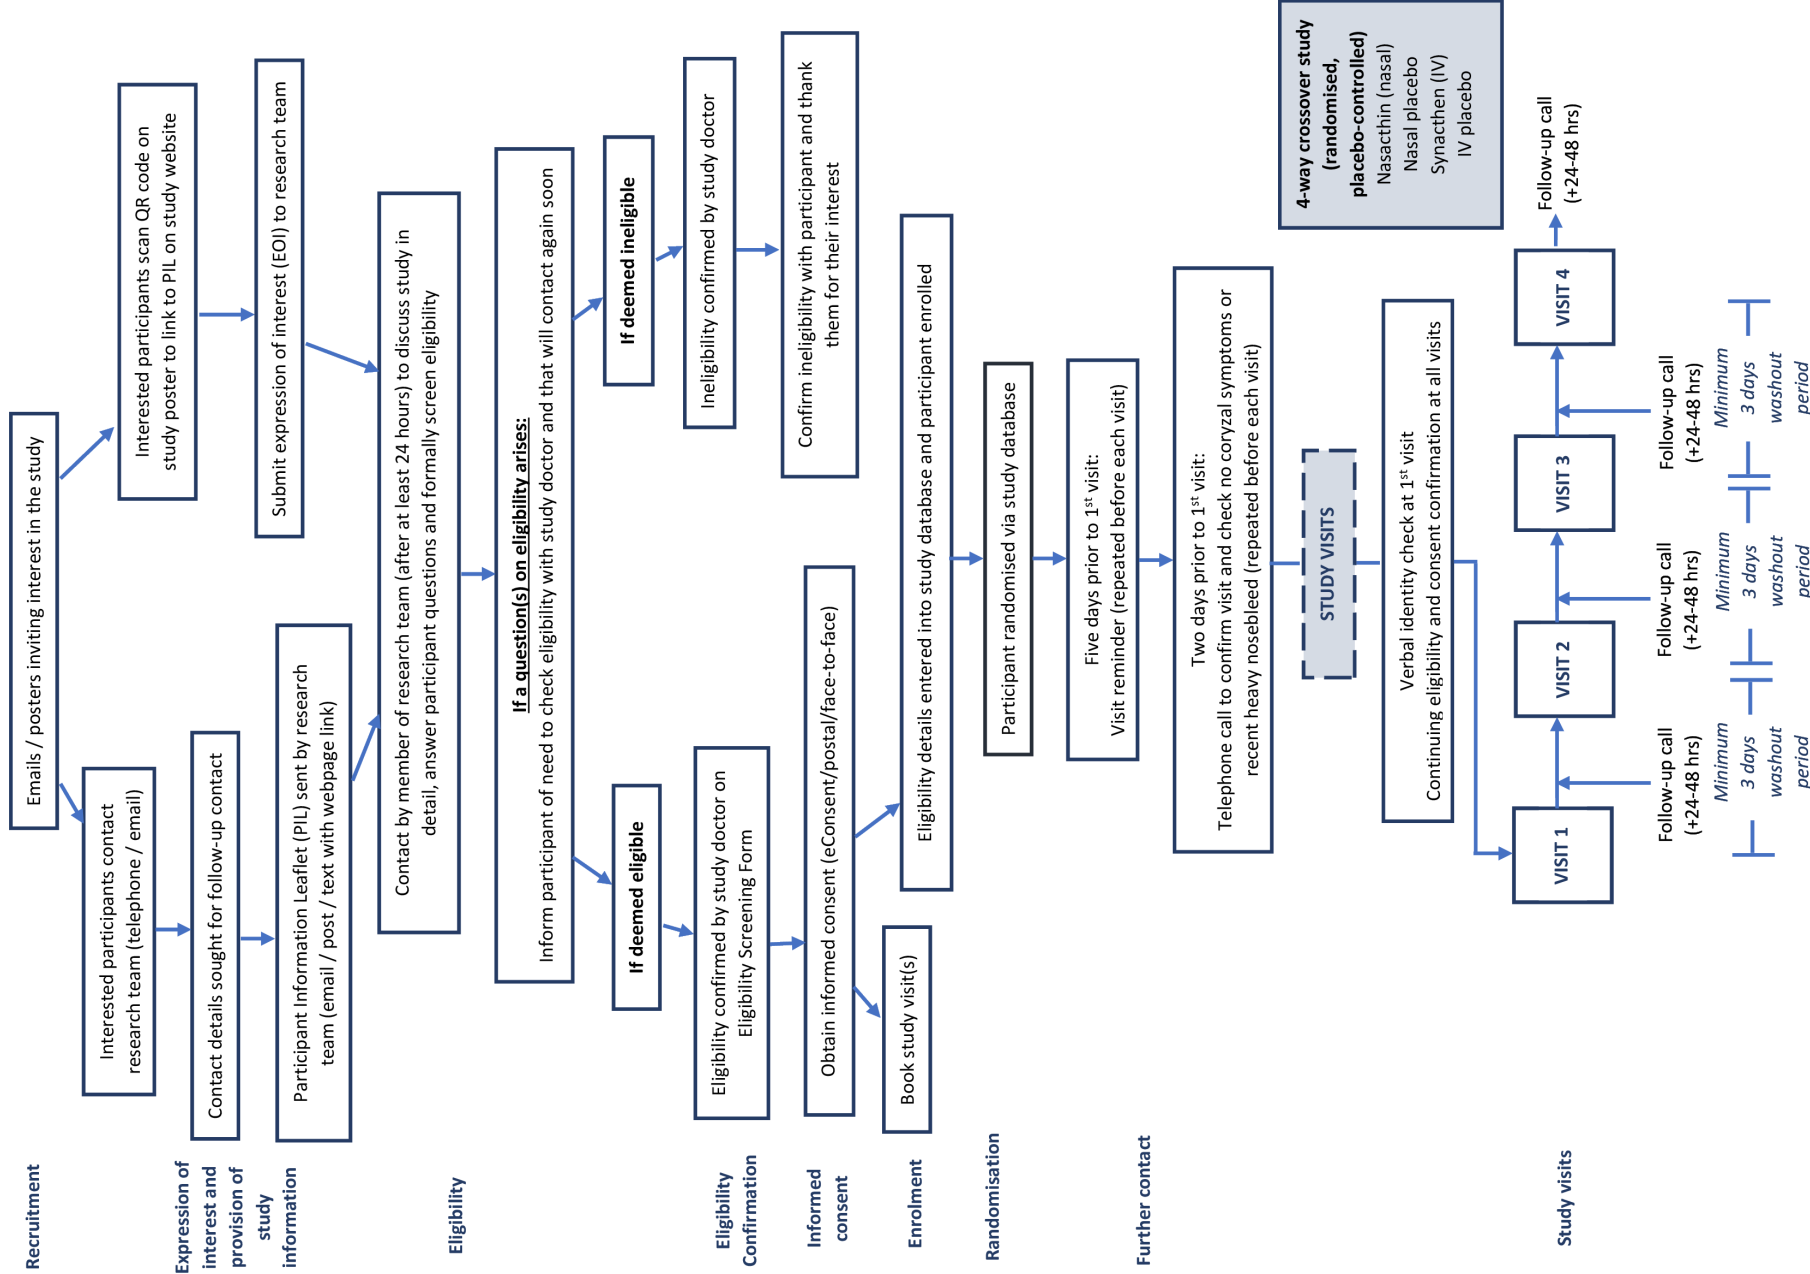 Recruitment
Emails / posters inviting interest in the study
Interested participants contact
research team (telephone / email)
Interested participants scan QR code on
study poster to link to PIL on study website
Expression of
interest and
provision of
study
information
Contact details sought for follow-up contact
Submit expression of interest (EOI) to research team
Participant Information Leaflet (PIL) sent by research
team (email / post / text with webpage link)
Eligibility
Contact by member of research team (after at least 24 hours) to discuss study in
detail, answer participant questions and formally screen eligibility
If a question(s) on eligibility arises:
Inform participant of need to check eligibility with study doctor and that will contact again soon
If deemed eligible
If deemed ineligible
Eligibility
Confirmation
Eligibility confirmed by study doctor on
Eligibility Screening Form
Ineligibility confirmed by study doctor
Confirm ineligibility with participant and thank
them for their interest
Informed
consent
Obtain informed consent (eConsent/postal/face-to-face)
Enrolment
Book study visit(s)
Eligibility details entered into study database and participant enrolled
Randomisation
Participant randomised via study database
Further contact
Five days prior to 1st visit:
Visit reminder (repeated before each visit)
Two days prior to 1st visit:
Telephone call to confirm visit and check no coryzal symptoms or
recent heavy nosebleed (repeated before each visit)
STUDY VISITS
4-way crossover study
(randomised,
placebo-controlled)
Nasacthin (nasal)
Nasal placebo
Synacthen (IV)
IV placebo
Verbal identity check at 1st visit
Continuing eligibility and consent confirmation at all visits
Study visits
VISIT 1
VISIT 2
VISIT 3
VISIT 4
Follow-up call
(+24-48 hrs)
Follow-up call
(+24-48 hrs)
Follow-up call
(+24-48 hrs)
Follow-up call
(+24-48 hrs)
Minimum
3 days
washout
period
Minimum
3 days
washout
period
Minimum
3 days
washout
period